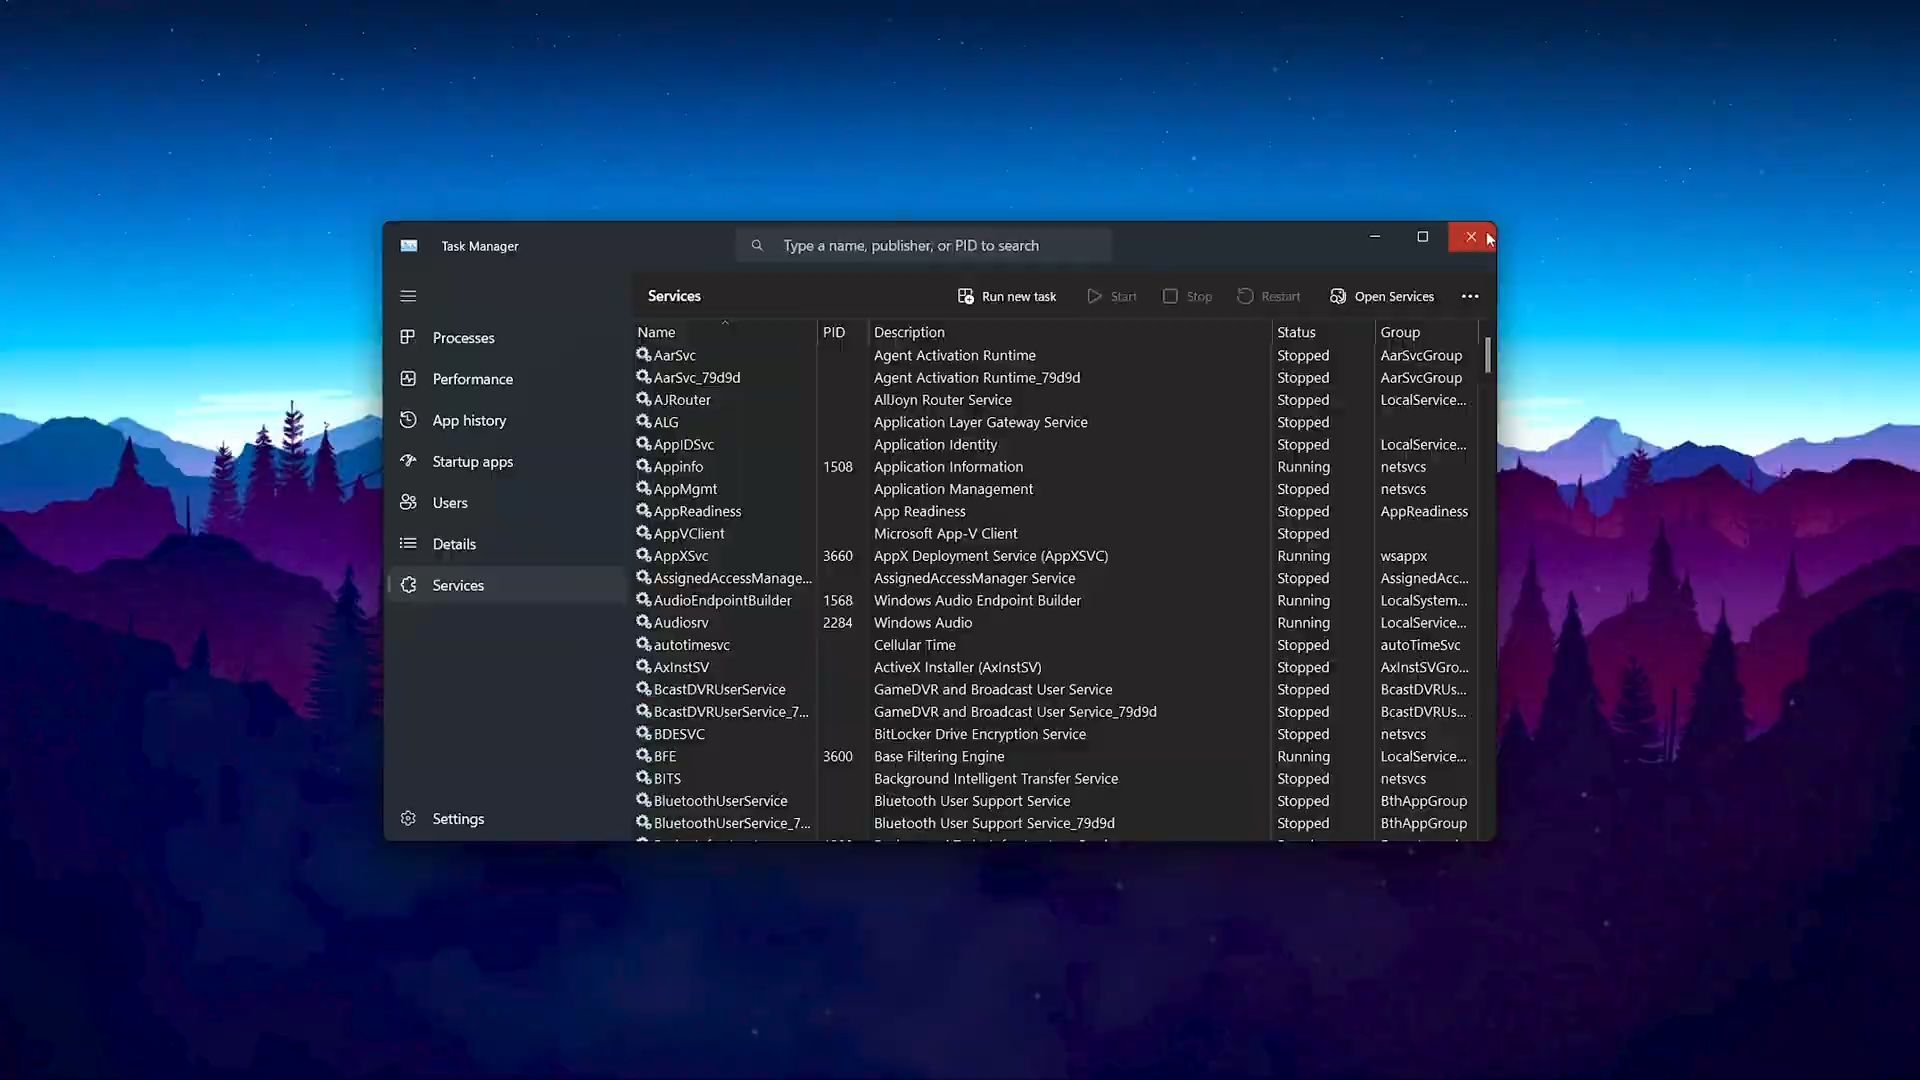 Task Manager
Type a name, publisher, or PID to search
Services
Run new task
Start
Stop
Restart
Open Services
Processes
Performance
App history
Startup apps
Users
Details
Services
Settings
Name PID Description Status Group
AarSvc Agent Activation Runtime Stopped AarSvcGroup
AarSvc_79d9d Agent Activation Runtime_79d9d Stopped AarSvcGroup
AJRouter AllJoyn Router Service Stopped LocalService...
ALG Application Layer Gateway Service Stopped
AppIDSvc Application Identity Stopped LocalService...
Appinfo 1508 Application Information Running netsvcs
AppMgmt Application Management Stopped netsvcs
AppReadiness App Readiness Stopped AppReadiness
AppVClient Microsoft App-V Client Stopped
AppXSvc 3660 AppX Deployment Service (AppXSVC) Running wsappx
AssignedAccessManage... AssignedAccessManager Service Stopped AssignedAcc...
AudioEndpointBuilder 1568 Windows Audio Endpoint Builder Running LocalSystem...
Audiosrv 2284 Windows Audio Running LocalService...
autotimesvc Cellular Time Stopped autoTimeSvc
AxInstSV ActiveX Installer (AxInstSV) Stopped AxInstSVGro...
BcastDVRUserService GameDVR and Broadcast User Service Stopped BcastDVRUs...
BcastDVRUserService_7... GameDVR and Broadcast User Service_79d9d Stopped BcastDVRUs...
BDESVC BitLocker Drive Encryption Service Stopped netsvcs
BFE 3600 Base Filtering Engine Running LocalService...
BITS Background Intelligent Transfer Service Stopped netsvcs
BluetoothUserService Bluetooth User Support Service Stopped BthAppGroup
BluetoothUserService_7... Bluetooth User Support Service_79d9d Stopped BthAppGroup